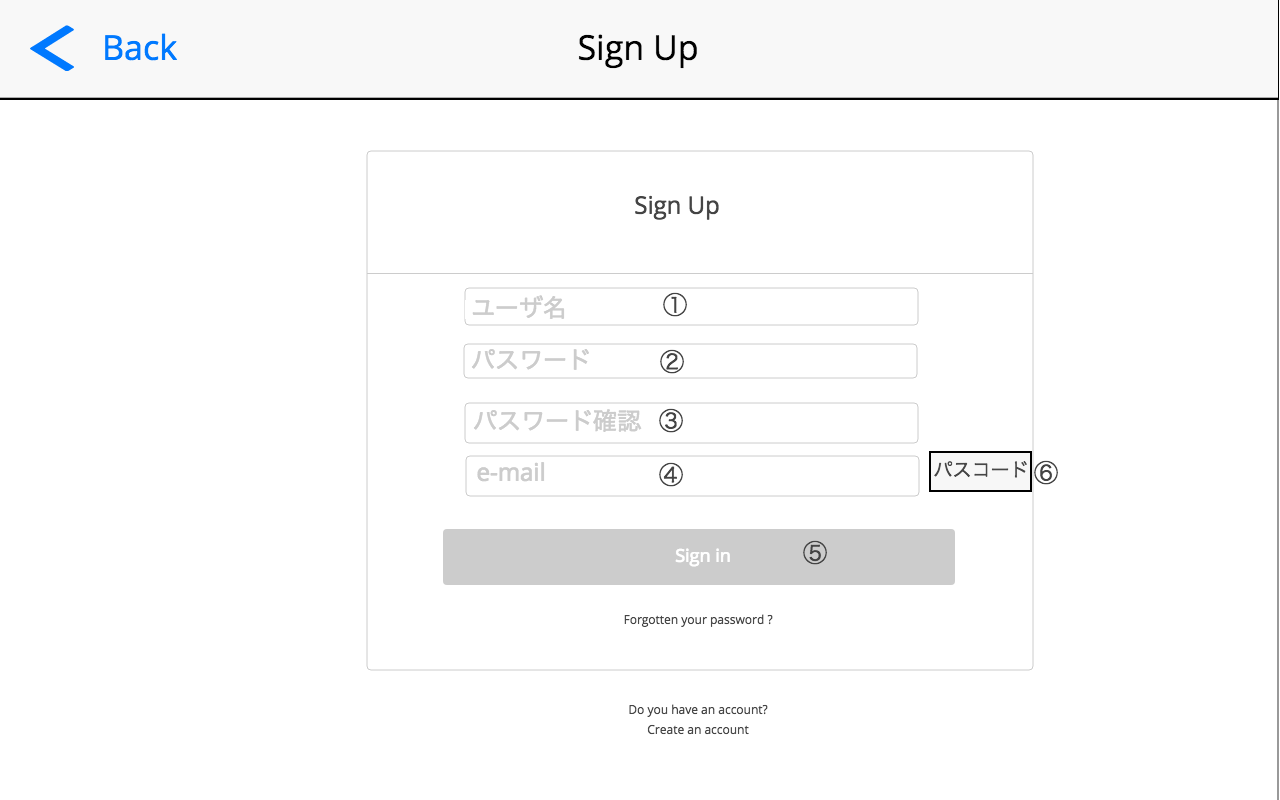 Back Sign Up
Sign Up
ユーザ名 ①
パスワード ②
パスワード確認 ③
e-mail ④ パスコード ⑥
Sign in ⑤
Forgotten your password ?
Do you have an account?
Create an account